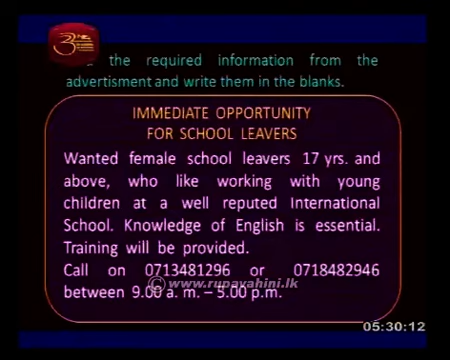 the required information from the
advertisment and write them in the blanks.
IMMEDIATE OPPORTUNITY
FOR SCHOOL LEAVERS
Wanted female school leavers 17 yrs. and
above, who like working with young
children at a well reputed International
School. Knowledge of English is essential.
Training will be provided.
Call on 0713481296 or 0718482946
© www.rupavahini.lk
between 9.00 a. m. – 5.00 p.m.
05:30:12